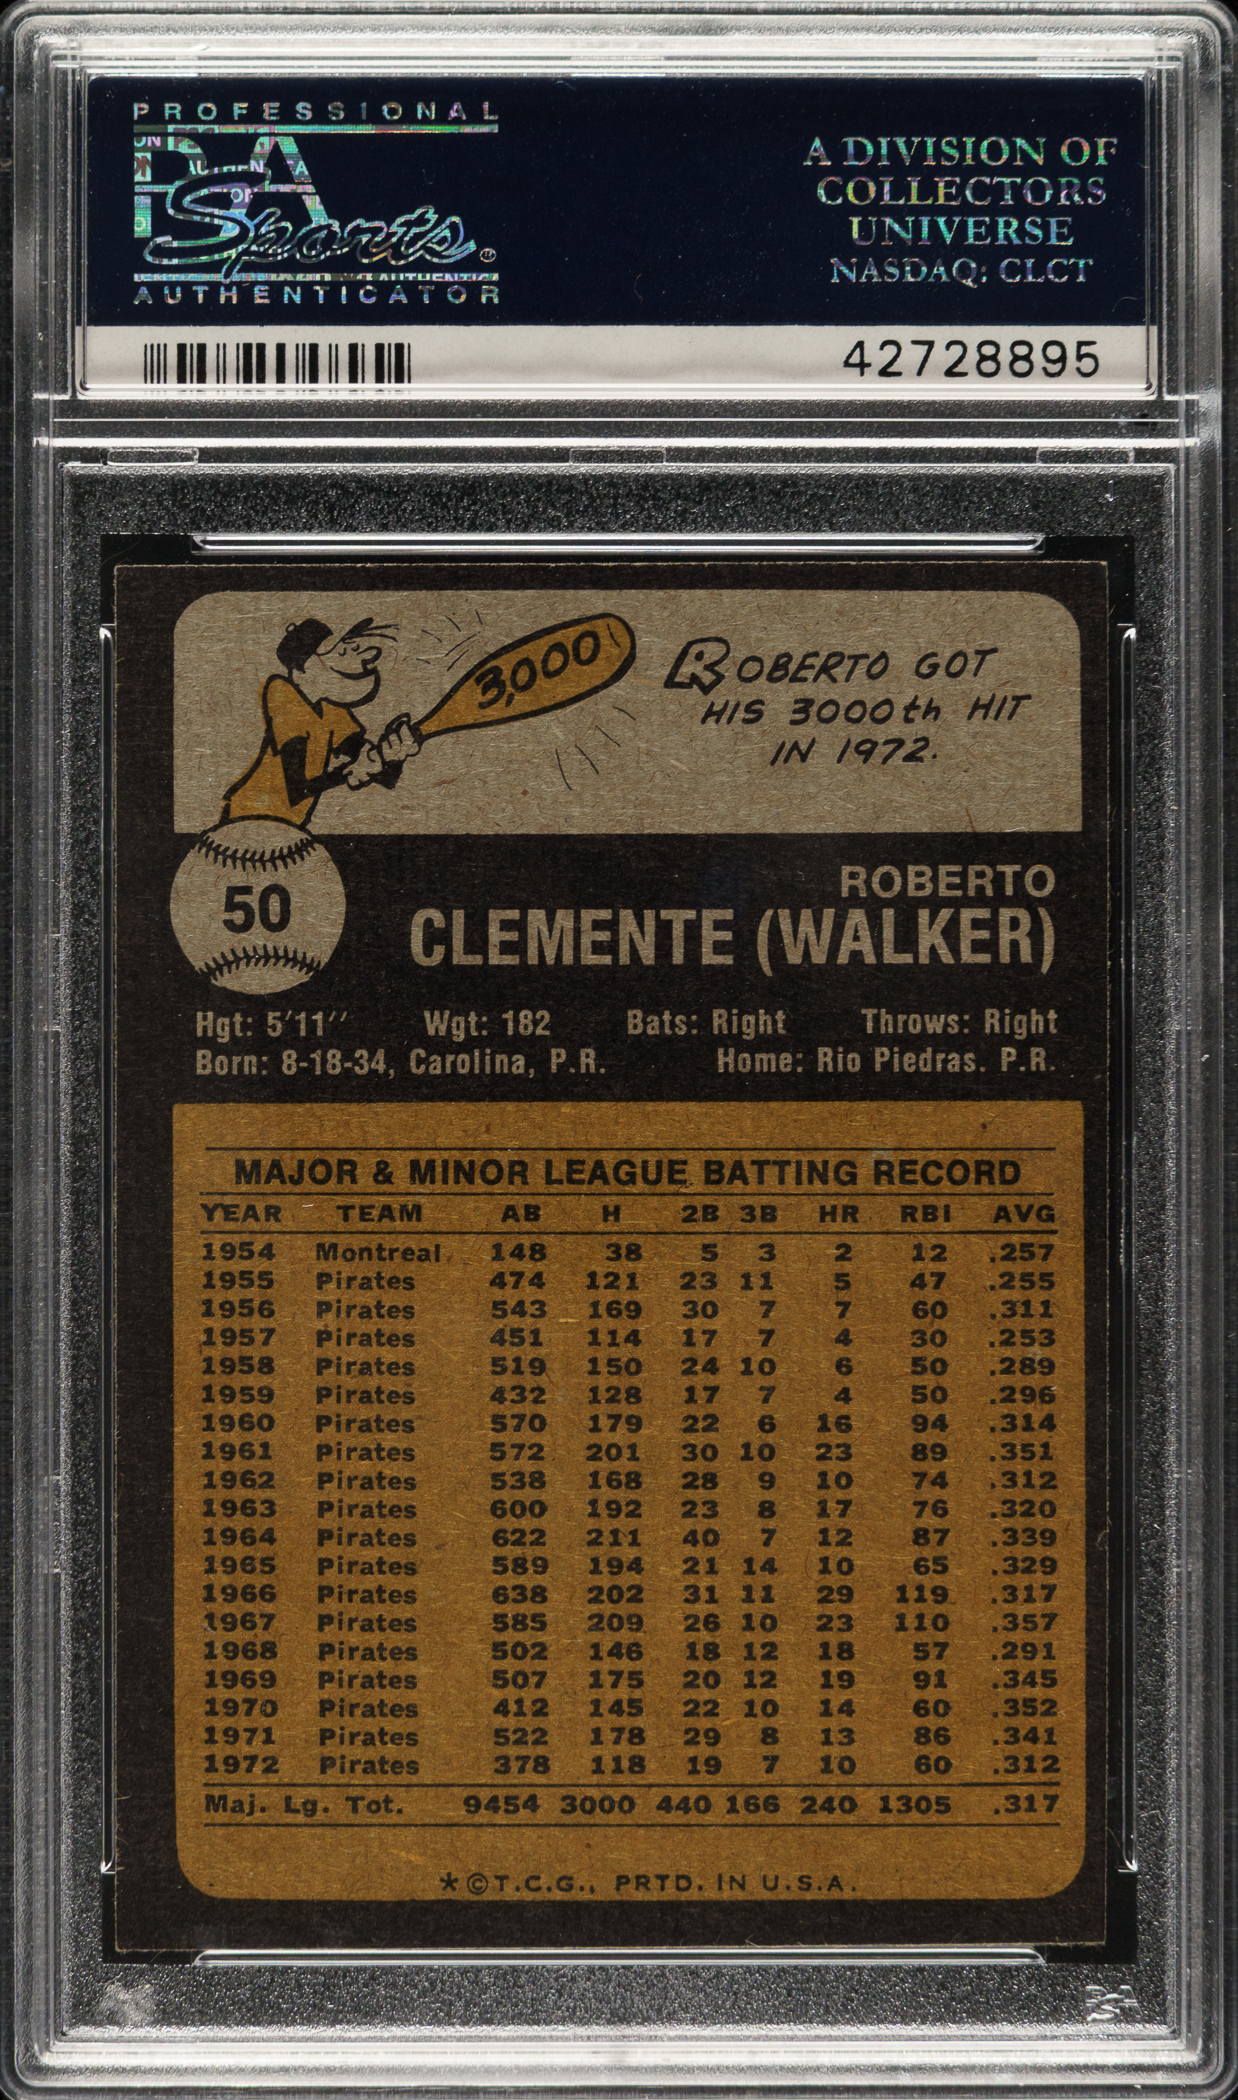 PROFESSIONAL
PSA
Sports®
AUTHENTICATOR
A DIVISION OF
COLLECTORS
UNIVERSE
NASDAQ: CLCT
42728895
3,000
ROBERTO GOT
HIS 3000th HIT
IN 1972.
50
ROBERTO
CLEMENTE (WALKER)
Hgt: 5'11'' Wgt: 182 Bats: Right Throws: Right
Born: 8-18-34, Carolina, P.R. Home: Rio Piedras. P.R.
MAJOR & MINOR LEAGUE BATTING RECORD
YEAR TEAM AB H 2B 3B HR RBI AVG
1954 Montreal 148 38 5 3 2 12 .257
1955 Pirates 474 121 23 11 5 47 .255
1956 Pirates 543 169 30 7 7 60 .311
1957 Pirates 451 114 17 7 4 30 .253
1958 Pirates 519 150 24 10 6 50 .289
1959 Pirates 432 128 17 7 4 50 .296
1960 Pirates 570 179 22 6 16 94 .314
1961 Pirates 572 201 30 10 23 89 .351
1962 Pirates 538 168 28 9 10 74 .312
1963 Pirates 600 192 23 8 17 76 .320
1964 Pirates 622 211 40 7 12 87 .339
1965 Pirates 589 194 21 14 10 65 .329
1966 Pirates 638 202 31 11 29 119 .317
1967 Pirates 585 209 26 10 23 110 .357
1968 Pirates 502 146 18 12 18 57 .291
1969 Pirates 507 175 20 12 19 91 .345
1970 Pirates 412 145 22 10 14 60 .352
1971 Pirates 522 178 29 8 13 86 .341
1972 Pirates 378 118 19 7 10 60 .312
Maj. Lg. Tot. 9454 3000 440 166 240 1305 .317
*©T.C.G., PRTD. IN U.S.A.
PSA